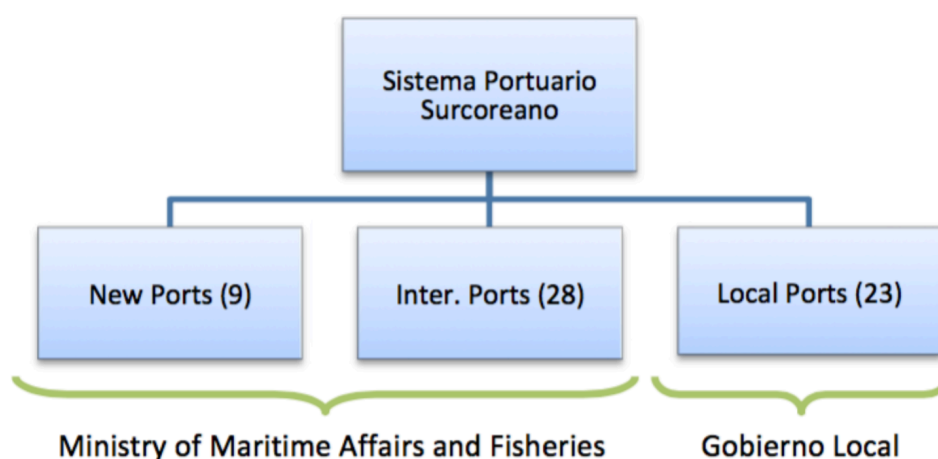 Sistema Portuario
Surcoreano
New Ports (9)
Inter. Ports (28)
Local Ports (23)
Ministry of Maritime Affairs and Fisheries
Gobierno Local